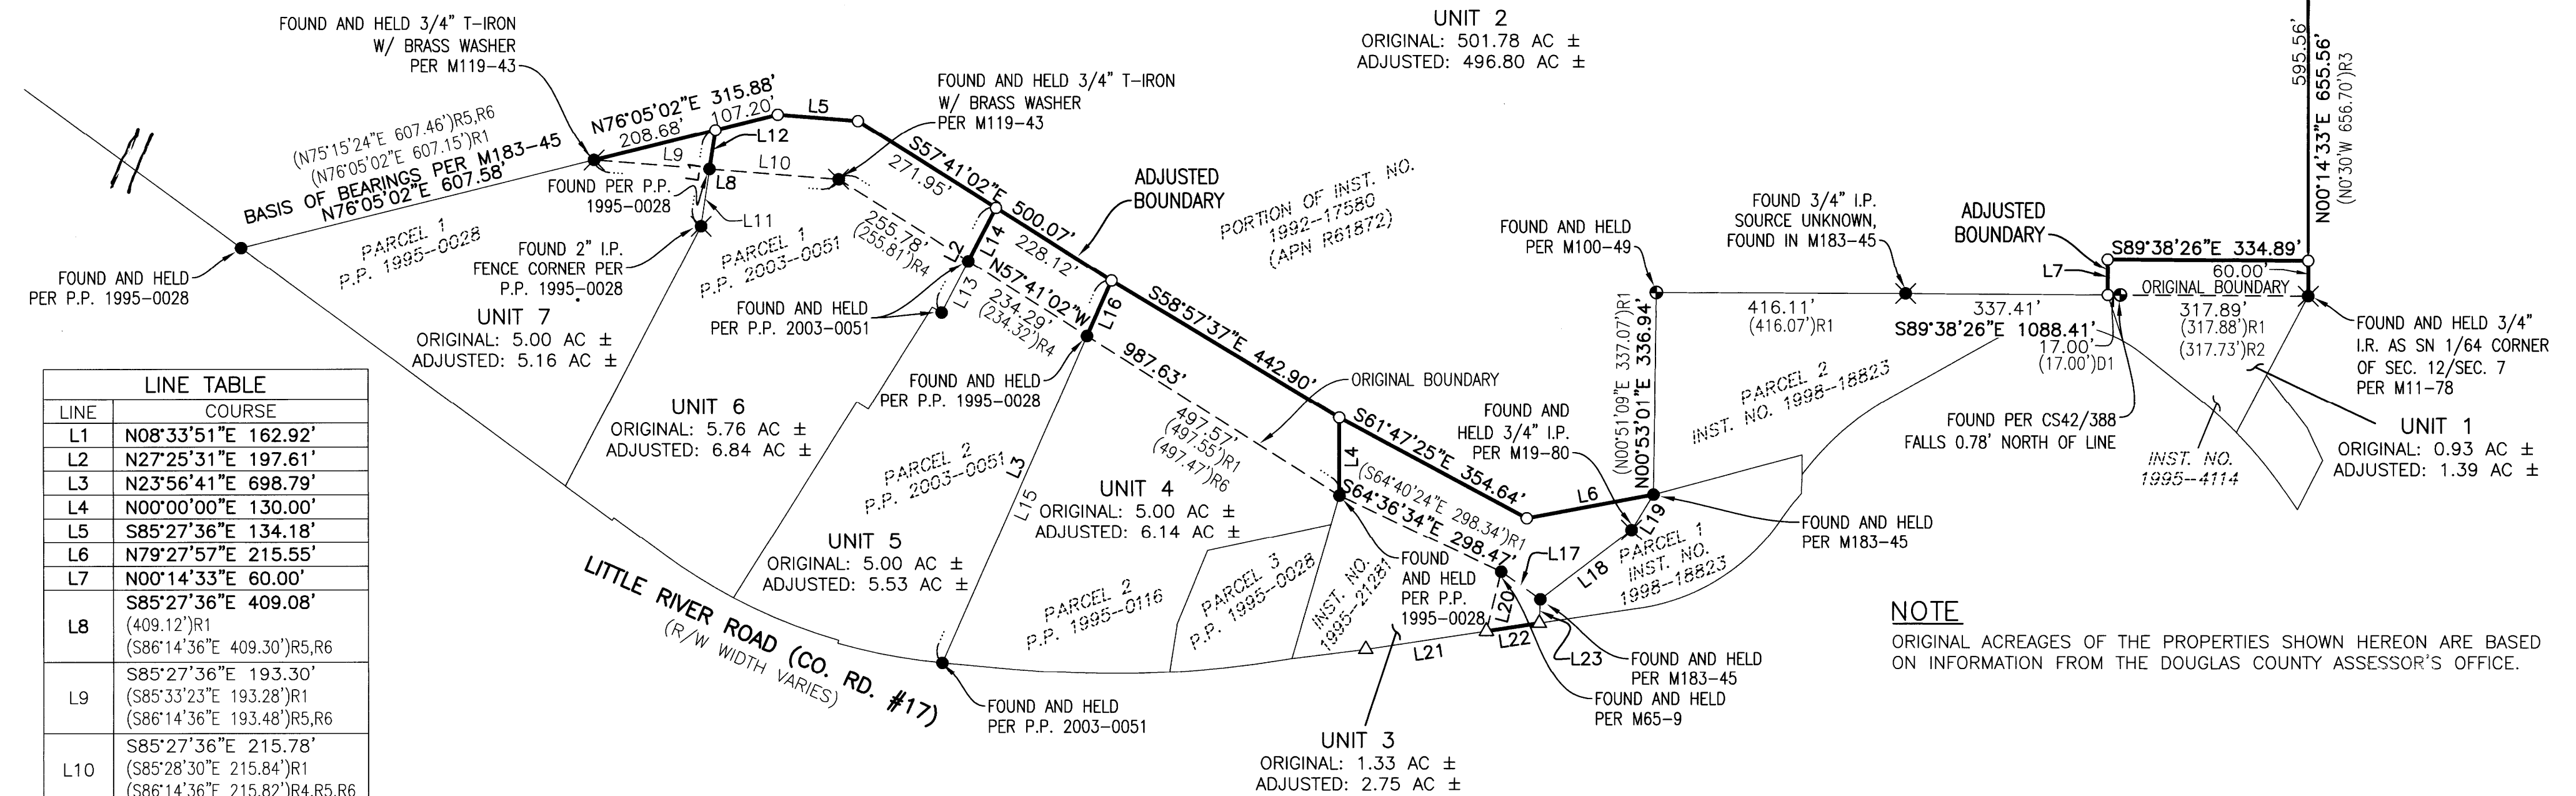 FOUND AND HELD 3/4" T-IRON
W/ BRASS WASHER
PER M119-43
UNIT 2
ORIGINAL: 501.78 AC ±
ADJUSTED: 496.80 AC ±
595.56'
N00°14'33"E 655.56'
(N0°30'W 656.70')R3
(N75°15'24"E 607.46')R5,R6
(N76°05'02"E 607.15')R1
BASIS OF BEARINGS PER M183-45
N76°05'02"E 607.58'
N76°05'02"E 315.88'
208.68'
107.20'
L5
L12
L9
L10
L1
L8
L11
FOUND AND HELD 3/4" T-IRON
W/ BRASS WASHER
PER M119-43
S57°41'02"E 500.07'
271.95'
228.12'
ADJUSTED
BOUNDARY
PORTION OF INST. NO.
1992-17580
(APN R61872)
FOUND PER P.P.
1995-0028
FOUND 2" I.P.
FENCE CORNER PER
P.P. 1995-0028
PARCEL 1
P.P. 1995-0028
PARCEL 1
P.P. 2003-0051
255.78'
(255.81')R4
L2
L14
L13
N57°41'02"W 987.63'
234.29'
(234.32')R4
L16
FOUND AND HELD
PER P.P. 1995-0028
FOUND AND HELD
PER P.P. 2003-0051
FOUND AND HELD
PER P.P. 1995-0028
UNIT 7
ORIGINAL: 5.00 AC ±
ADJUSTED: 5.16 AC ±
UNIT 6
ORIGINAL: 5.76 AC ±
ADJUSTED: 6.84 AC ±
UNIT 5
ORIGINAL: 5.00 AC ±
ADJUSTED: 5.53 AC ±
PARCEL 2
P.P. 2003-0051
L3
L15
UNIT 4
ORIGINAL: 5.00 AC ±
ADJUSTED: 6.14 AC ±
S58°57'37"E 442.90'
ORIGINAL BOUNDARY
497.57'
(497.55')R1
(497.47')R6
S61°47'25"E 354.64'
L4
(S64°40'24"E 298.34')R1
S64°36'34"E 298.47'
L6
FOUND AND
HELD 3/4" I.P.
PER M19-80
FOUND AND HELD
PER M100-49
(N00°51'09"E 337.07')R1
N00°53'01"E 336.94'
FOUND 3/4" I.P.
SOURCE UNKNOWN,
FOUND IN M183-45
416.11'
(416.07')R1
337.41'
S89°38'26"E 1088.41'
17.00'
(17.00')D1
ADJUSTED
BOUNDARY
S89°38'26"E 334.89'
L7
60.00'
ORIGINAL BOUNDARY
317.89'
(317.88')R1
(317.73')R2
FOUND AND HELD 3/4"
I.R. AS SN 1/64 CORNER
OF SEC. 12/SEC. 7
PER M11-78
PARCEL 2
INST. NO. 1998-18823
FOUND PER CS42/388
FALLS 0.78' NORTH OF LINE
INST. NO.
1995-4114
UNIT 1
ORIGINAL: 0.93 AC ±
ADJUSTED: 1.39 AC ±
FOUND AND HELD
PER M183-45
L19
L18
L17
PARCEL 1
INST. NO.
1998-18823
FOUND
AND HELD
PER P.P.
1995-0028
L20
L22
L21
L23
FOUND AND HELD
PER M183-45
FOUND AND HELD
PER M65-9
PARCEL 2
P.P. 1995-0116
PARCEL 3
P.P. 1995-0028
INST. NO.
1995-21281
UNIT 3
ORIGINAL: 1.33 AC ±
ADJUSTED: 2.75 AC ±
LITTLE RIVER ROAD (CO. RD. #17)
(R/W WIDTH VARIES)
FOUND AND HELD
PER P.P. 2003-0051
NOTE
ORIGINAL ACREAGES OF THE PROPERTIES SHOWN HEREON ARE BASED
ON INFORMATION FROM THE DOUGLAS COUNTY ASSESSOR'S OFFICE.
LINE TABLE
LINE COURSE
L1 N08°33'51"E 162.92'
L2 N27°25'31"E 197.61'
L3 N23°56'41"E 698.79'
L4 N00°00'00"E 130.00'
L5 S85°27'36"E 134.18'
L6 N79°27'57"E 215.55'
L7 N00°14'33"E 60.00'
L8 S85°27'36"E 409.08'
(409.12')R1
(S86°14'36"E 409.30')R5,R6
L9 S85°27'36"E 193.30'
(S85°33'23"E 193.28')R1
(S86°14'36"E 193.48')R5,R6
L10 S85°27'36"E 215.78'
(S85°28'30"E 215.84')R1
(S86°14'36"E 215.82')R4,R5,R6